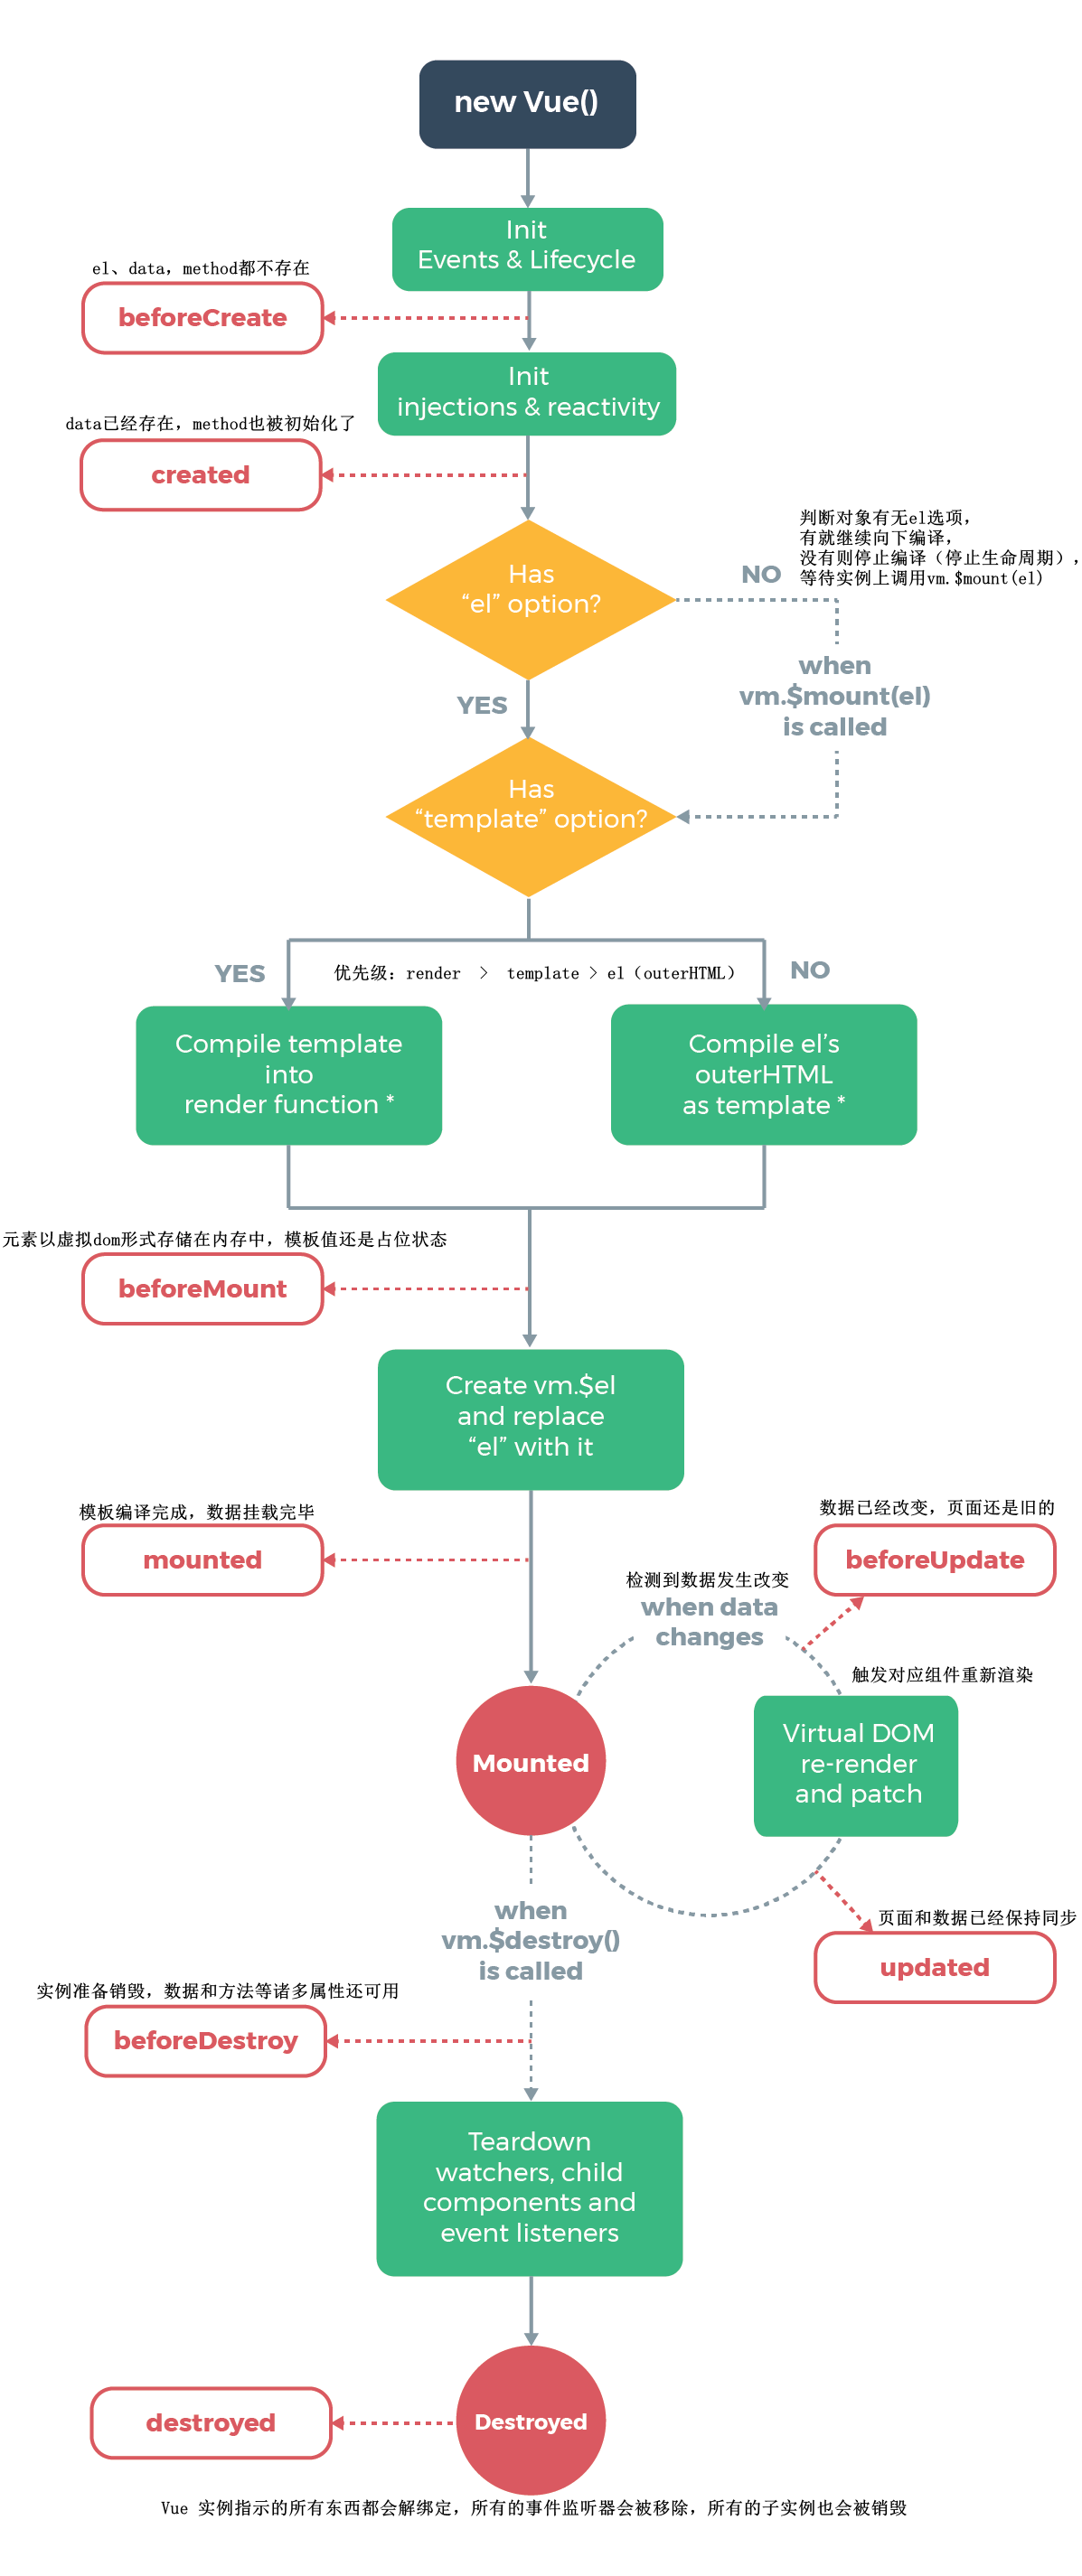 new Vue()
Init
Events & Lifecycle
el、data，method都不存在
beforeCreate
Init
injections & reactivity
data已经存在，method也被初始化了
created
判断对象有无el选项，
有就继续向下编译，
没有则停止编译（停止生命周期），
等待实例上调用vm.$mount(el)
Has
“el” option?
NO
when
vm.$mount(el)
is called
YES
Has
“template” option?
YES
优先级：render > template > el（outerHTML）
NO
Compile template
into
render function *
Compile el’s
outerHTML
as template *
元素以虚拟dom形式存储在内存中，模板值还是占位状态
beforeMount
Create vm.$el
and replace
“el” with it
模板编译完成，数据挂载完毕
mounted
数据已经改变，页面还是旧的
beforeUpdate
检测到数据发生改变
when data
changes
触发对应组件重新渲染
Mounted
Virtual DOM
re-render
and patch
when
vm.$destroy()
is called
页面和数据已经保持同步
updated
实例准备销毁，数据和方法等诸多属性还可用
beforeDestroy
Teardown
watchers, child
components and
event listeners
destroyed
Destroyed
Vue 实例指示的所有东西都会解绑定，所有的事件监听器会被移除，所有的子实例也会被销毁